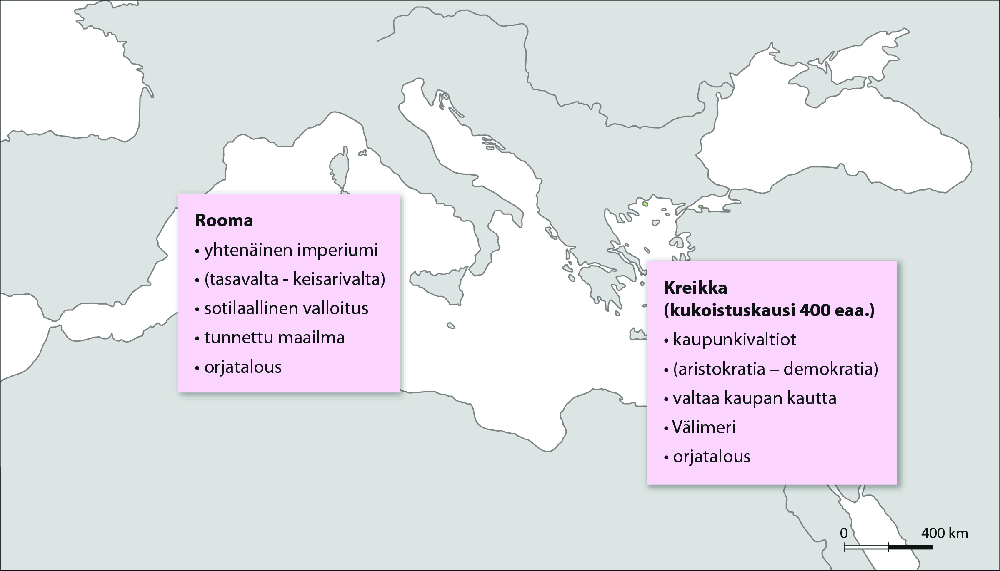 Rooma
• yhtenäinen imperiumi
• (tasavalta - keisarivalta)
• sotilaallinen valloitus
• tunnettu maailma
• orjatalous
Kreikka
(kukoistuskausi 400 eaa.)
• kaupunkivaltiot
• (aristokratia – demokratia)
• valtaa kaupan kautta
• Välimeri
• orjatalous
0 400 km